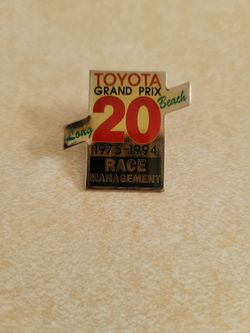 TOYOTA
GRAND PRIX
Long Beach
20
1975-1994
RACE
MANAGEMENT